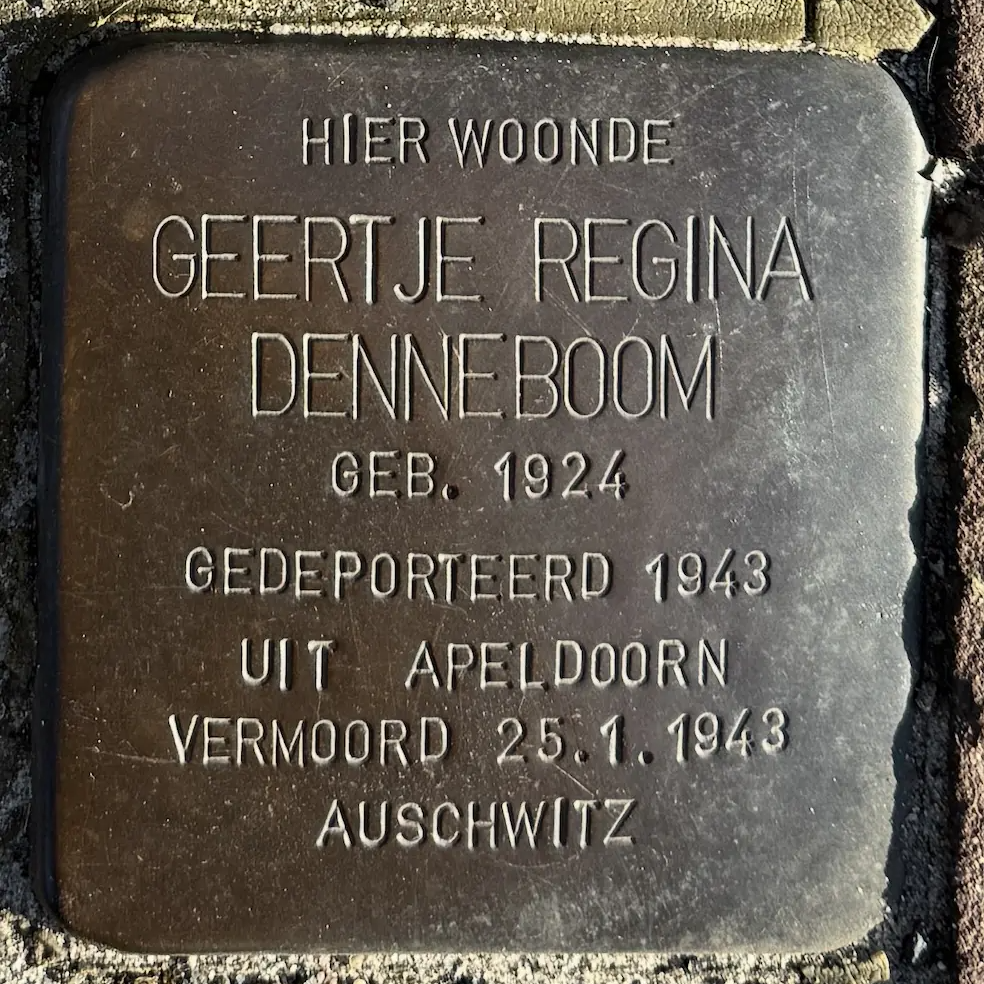 HIER WOONDE
GEERTJE REGINA
DENNEBOOM
GEB. 1924
GEDEPORTEERD 1943
UIT APELDOORN
VERMOORD 25.1.1943
AUSCHWITZ